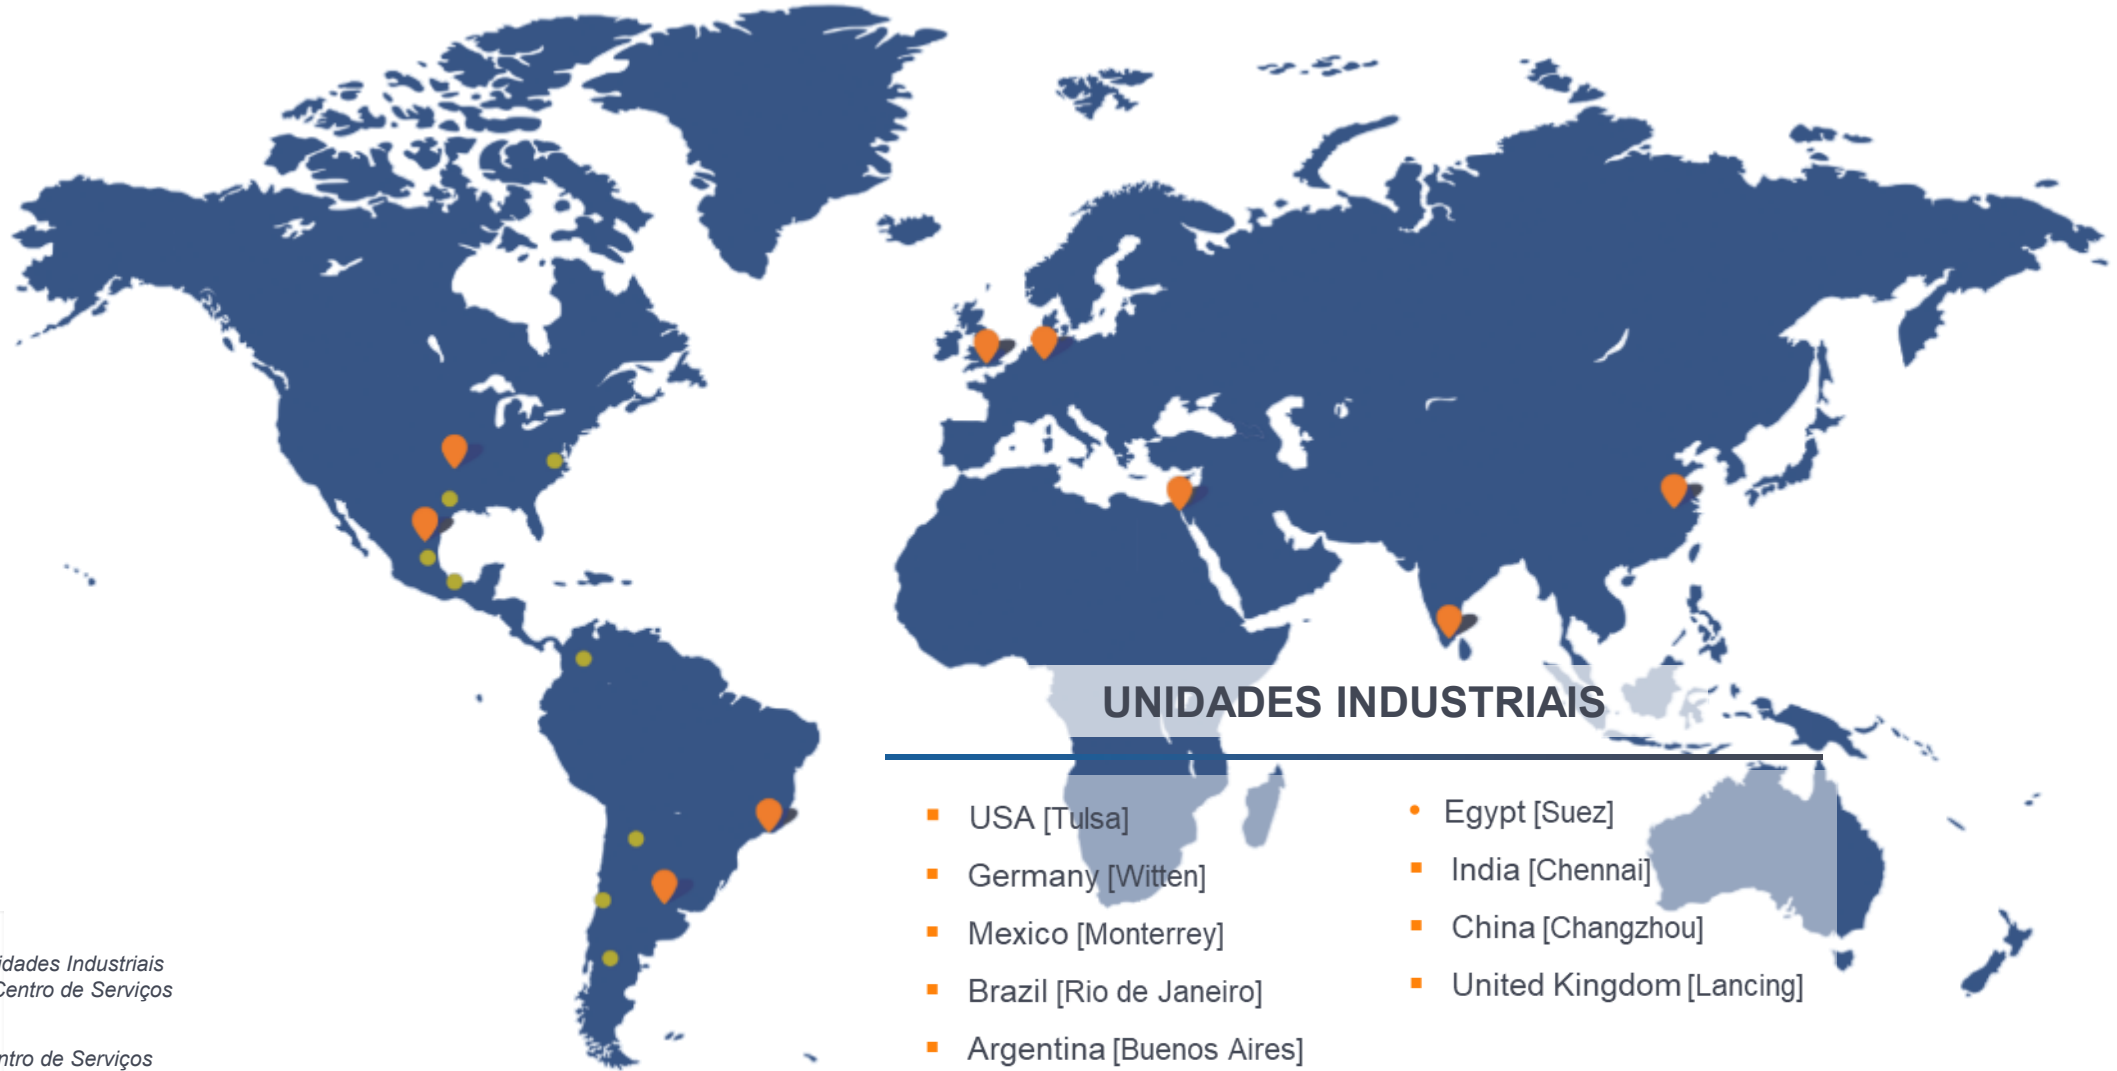 UNIDADES INDUSTRIAIS
USA [Tulsa]
Germany [Witten]
Mexico [Monterrey]
Brazil [Rio de Janeiro]
Argentina [Buenos Aires]
Egypt [Suez]
India [Chennai]
China [Changzhou]
United Kingdom [Lancing]
idades Industriais
Centro de Serviços
ntro de Serviços